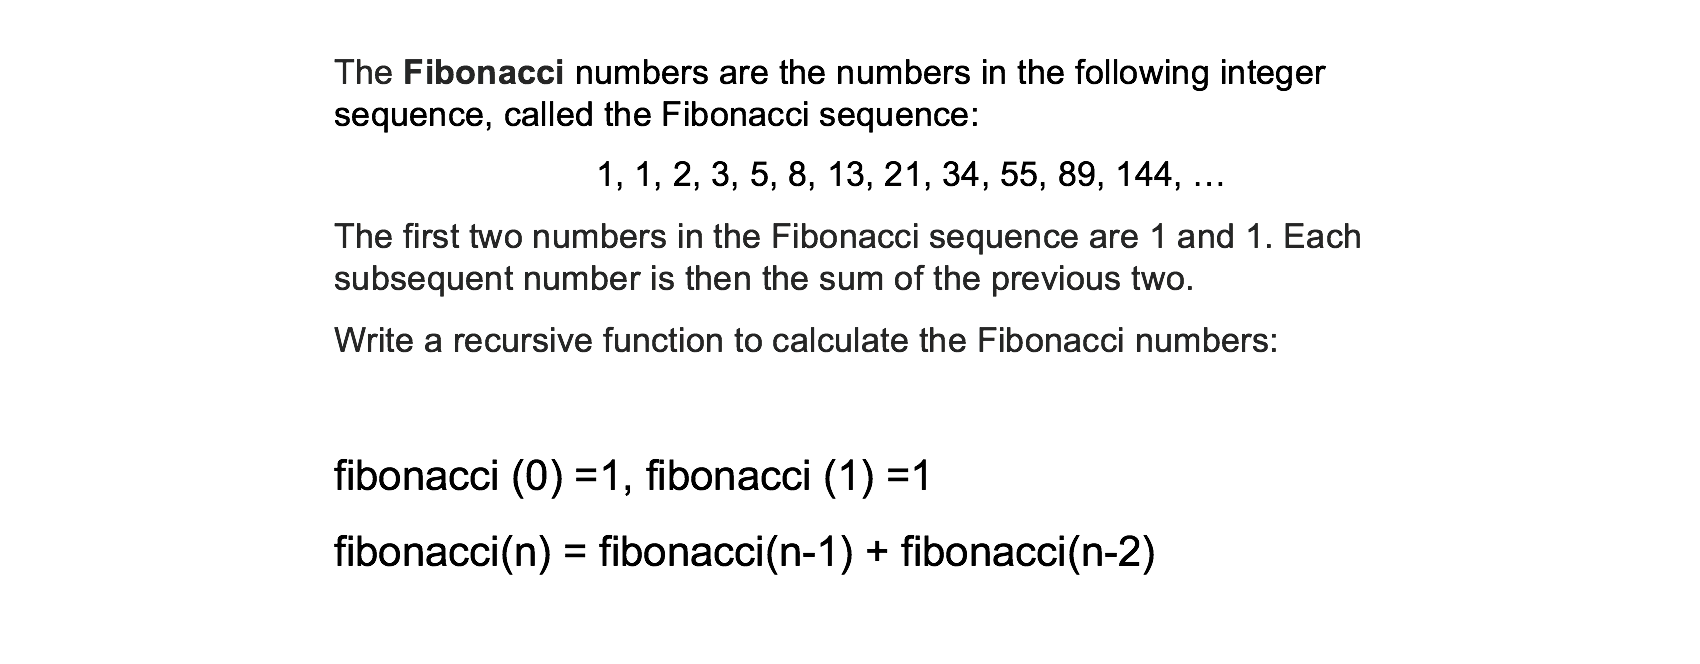 The Fibonacci numbers are the numbers in the following integer
sequence, called the Fibonacci sequence:
1, 1, 2, 3, 5, 8, 13, 21, 34, 55, 89, 144, …
The first two numbers in the Fibonacci sequence are 1 and 1. Each
subsequent number is then the sum of the previous two.
Write a recursive function to calculate the Fibonacci numbers:
fibonacci (0) =1, fibonacci (1) =1
fibonacci(n) = fibonacci(n-1) + fibonacci(n-2)